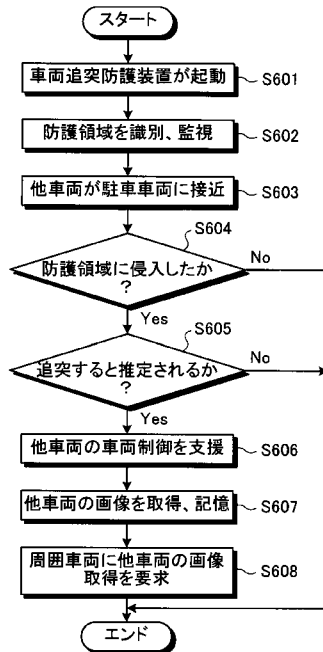 スタート
車両追突防護装置が起動
S601
防護領域を識別、監視
S602
他車両が駐車車両に接近
S603
S604
防護領域に侵入したか
?
No
Yes
S605
追突すると推定されるか
?
No
Yes
他車両の車両制御を支援
S606
他車両の画像を取得、記憶
S607
周囲車両に他車両の画像
取得を要求
S608
エンド